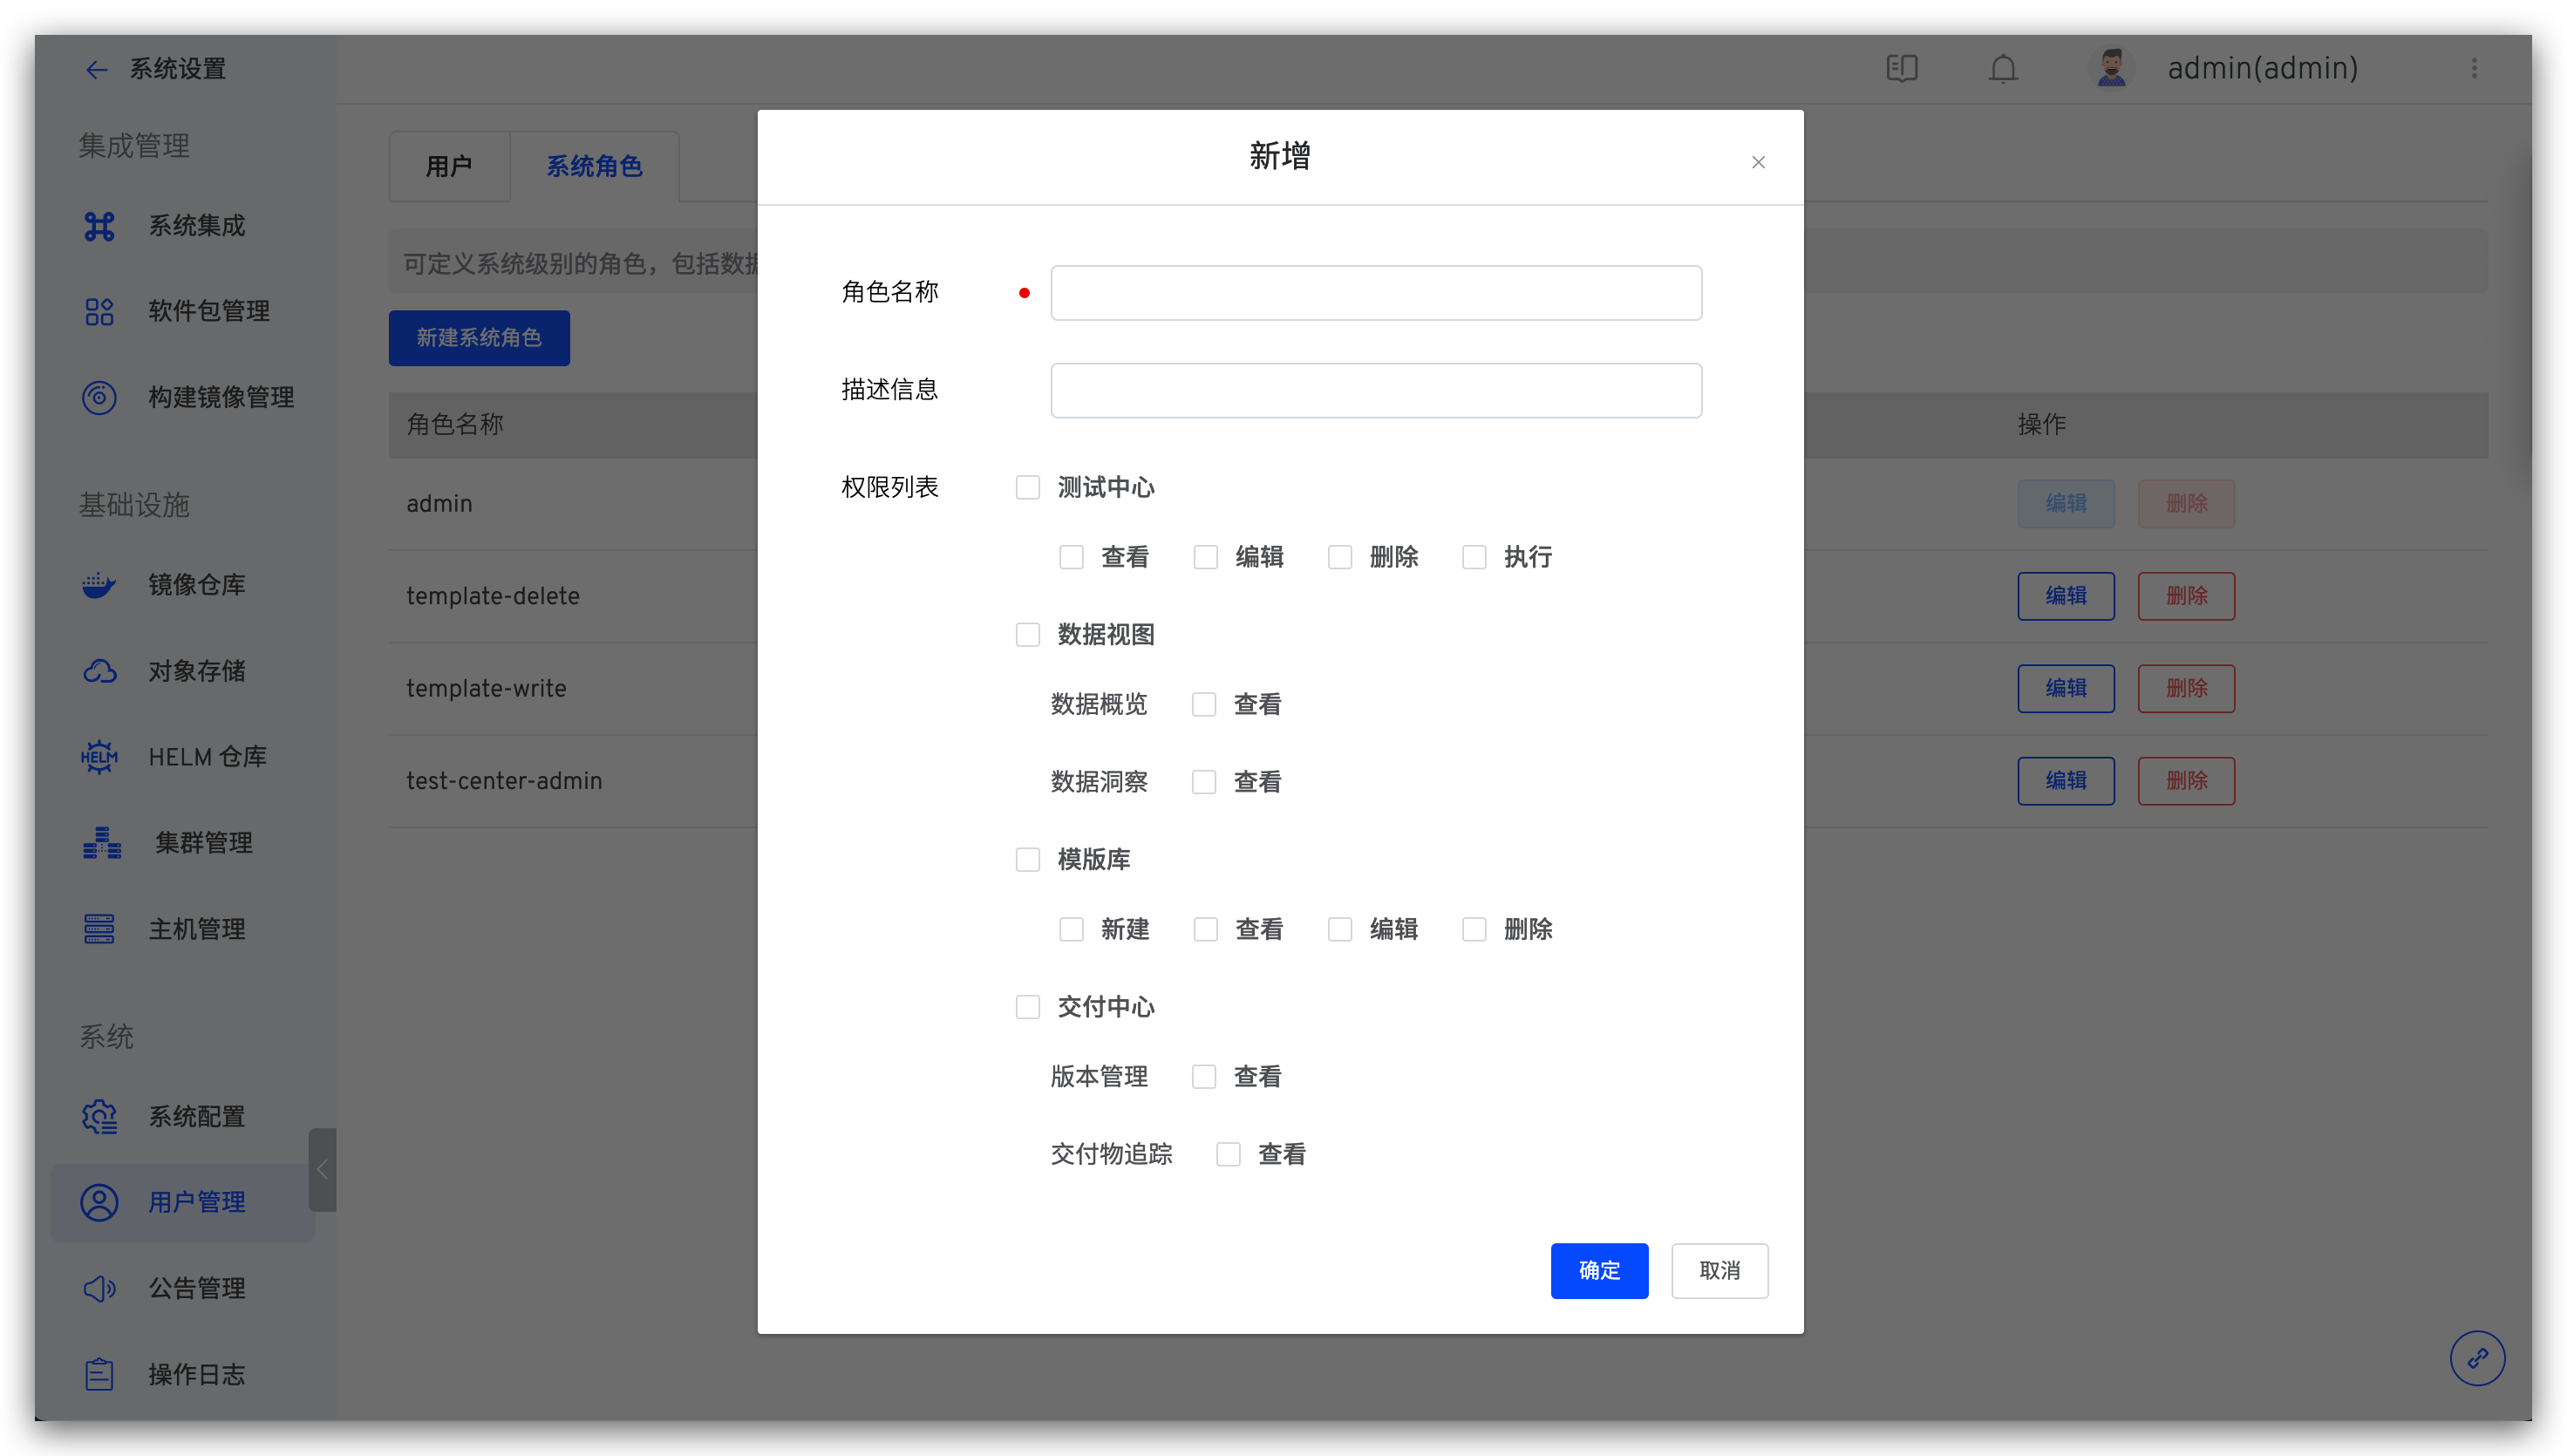 系统设置
admin(admin)
集成管理
系统集成
软件包管理
构建镜像管理
基础设施
镜像仓库
对象存储
HELM
HELM 仓库
集群管理
主机管理
系统
系统配置
用户管理
公告管理
操作日志
用户
系统角色
可定义系统级别的角色，包括数据
新建系统角色
角色名称
操作
admin
编辑 删除
template-delete
编辑 删除
template-write
编辑 删除
test-center-admin
编辑 删除
新增
角色名称
描述信息
权限列表
测试中心
查看 编辑 删除 执行
数据视图
数据概览 查看
数据洞察 查看
模版库
新建 查看 编辑 删除
交付中心
版本管理 查看
交付物追踪 查看
确定 取消